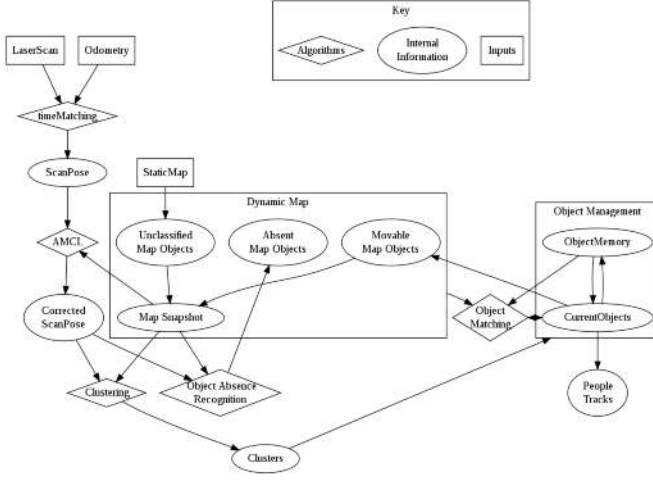 Key
LaserScan
Odometry
Algorithms
Internal
Information
Inputs
timeMatching
ScanPose
StaticMap
Dynamic Map
Object Management
AMCL
Unclassified
Map Objects
Absent
Map Objects
Movable
Map Objects
ObjectMemory
Corrected
ScanPose
Map Snapshot
Object
Matching
CurrentObjects
Clustering
Object Absence
Recognition
People
Tracks
Clusters